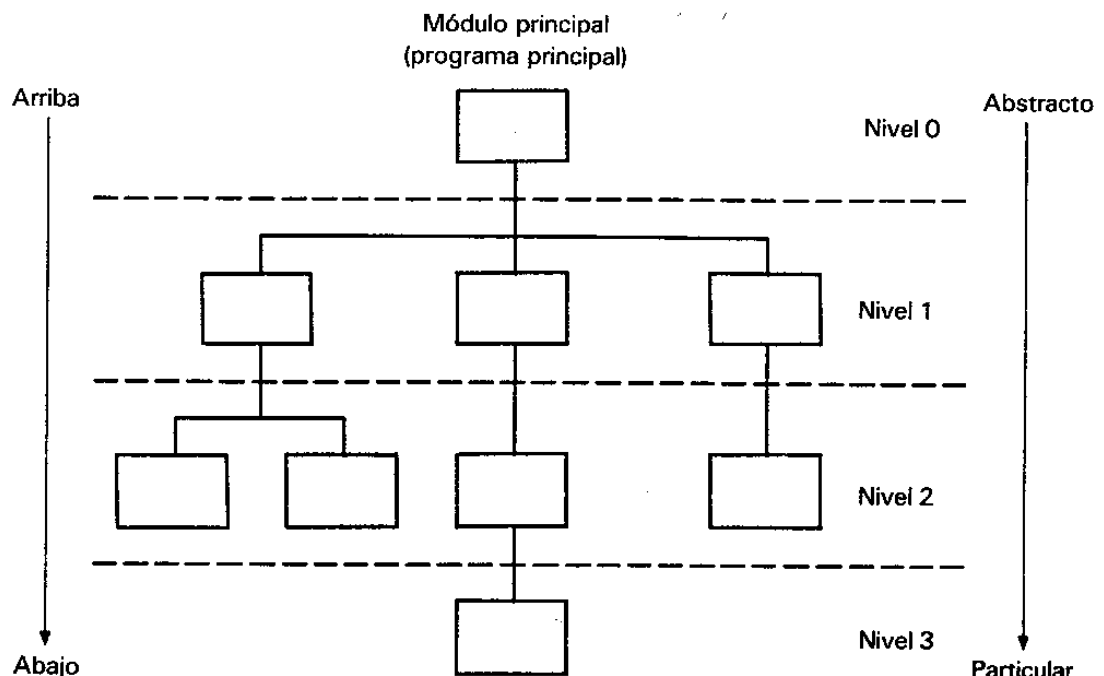 Módulo principal
(programa principal)
Arriba
Abstracto
Nivel 0
Nivel 1
Nivel 2
Nivel 3
Abajo
Particular